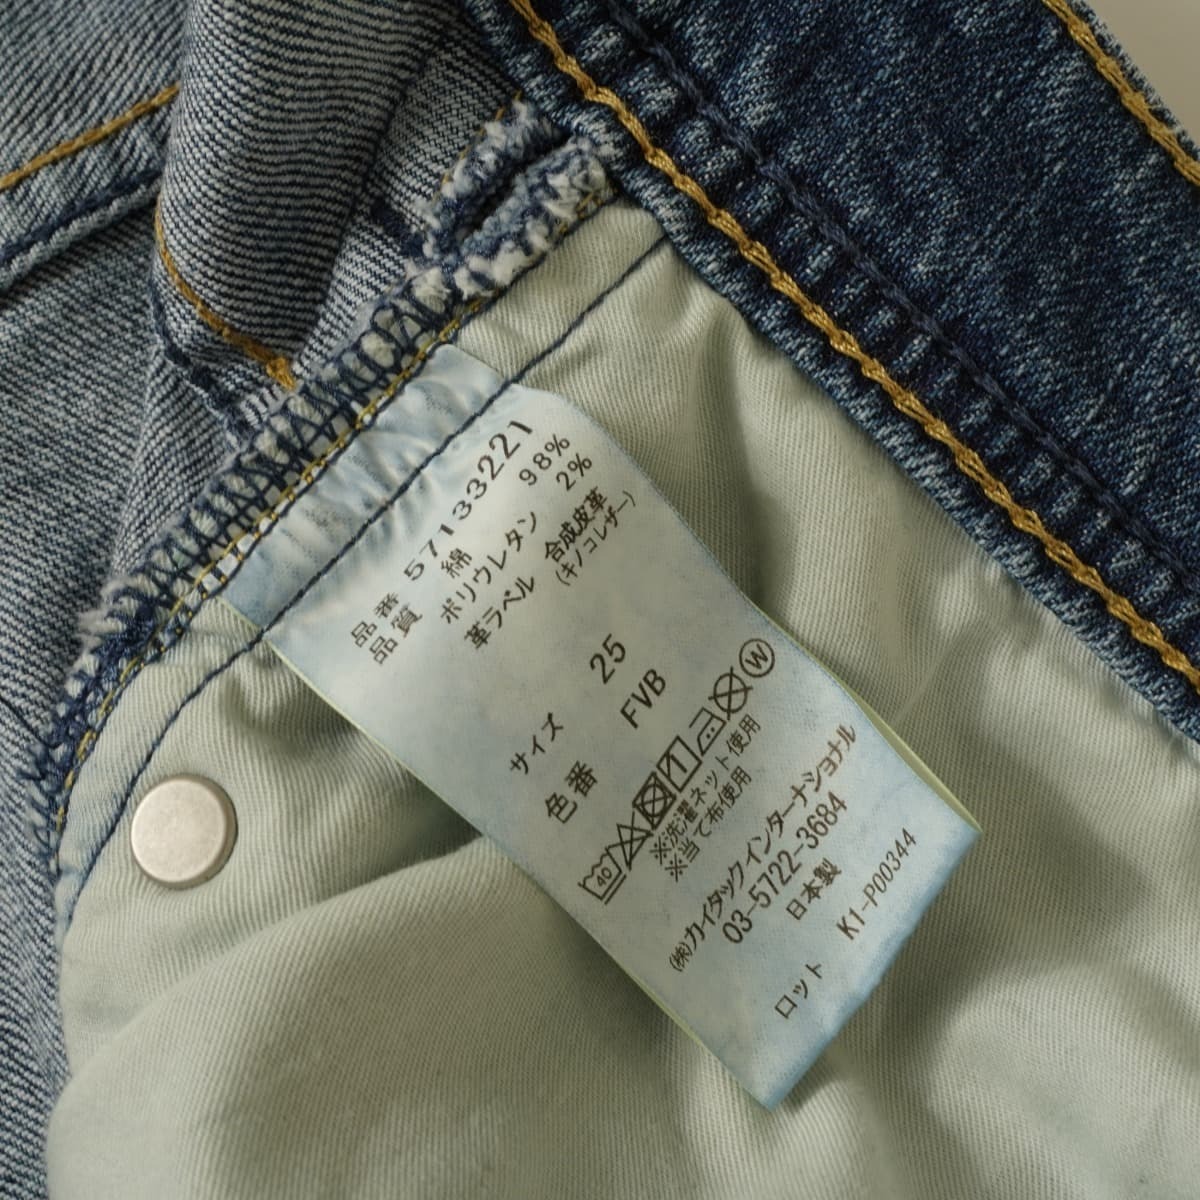 品番 57133221
品質 綿 98%
ポリウレタン 2%
革ラベル 合成皮革
(キノコレザー)
サイズ 25
色番 FVB
40 1 W
※洗濯ネット使用
※当て布使用
(株)カイタックインターナショナル
03-5722-3684
日本製
ロット K1-P00344